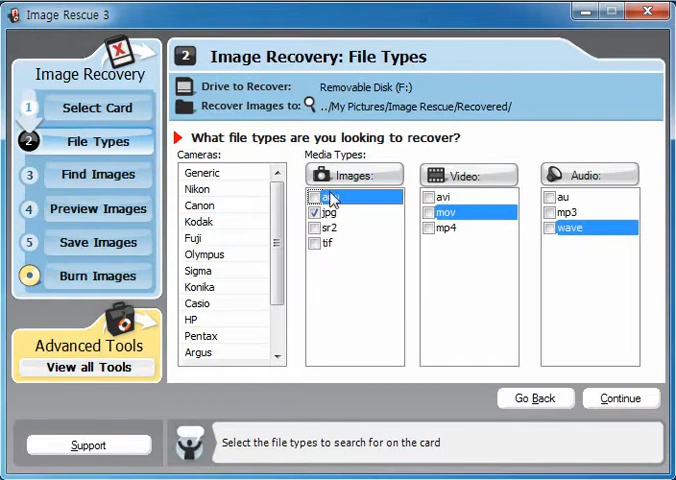 Image Rescue 3
Image Recovery
1 Select Card
2 File Types
3 Find Images
4 Preview Images
5 Save Images
Burn Images
Advanced Tools
View all Tools
Support
2 Image Recovery: File Types
Drive to Recover: Removable Disk (F:)
Recover Images to: ../My Pictures/Image Rescue/Recovered/
What file types are you looking to recover?
Cameras:
Generic
Nikon
Canon
Kodak
Fuji
Olympus
Sigma
Konika
Casio
HP
Pentax
Argus
Media Types:
Images:
jpg
sr2
tif
Video:
avi
mov
mp4
Audio:
au
mp3
wave
Go Back
Continue
Select the file types to search for on the card